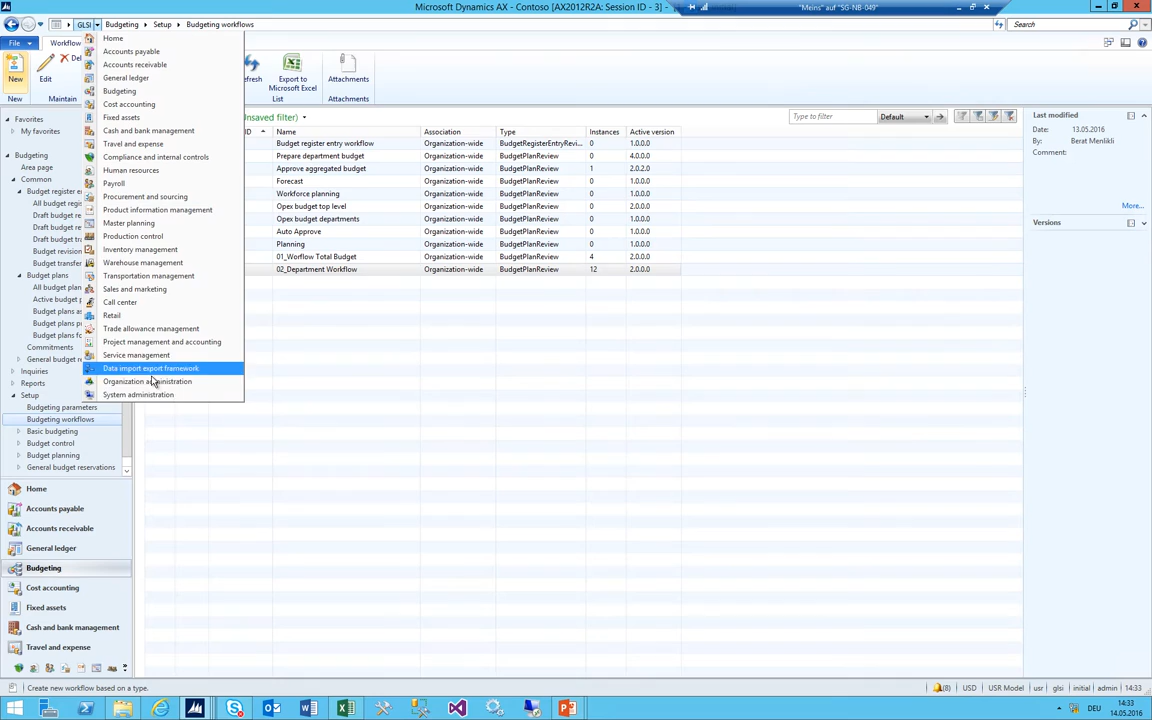 Microsoft Dynamics AX - Contoso [AX2012R2A: Session ID - 3] -
"Meins" auf "SG-NB-049"
GLSI
Budgeting
Setup
Budgeting workflows
Search
File
Workflow
New
Edit
Export to
Microsoft Excel
Attachments
New
Maintain
List
Attachments
Home
Accounts payable
Accounts receivable
General ledger
Budgeting
Cost accounting
Fixed assets
Cash and bank management
Travel and expense
Compliance and internal controls
Human resources
Payroll
Procurement and sourcing
Product information management
Master planning
Production control
Inventory management
Warehouse management
Transportation management
Sales and marketing
Call center
Retail
Trade allowance management
Project management and accounting
Service management
Data import export framework
Organization administration
System administration
Favorites
My favorites
Budgeting
Area page
Common
Budget register e
All budget regi
Draft budget re
Draft budget tra
Budget revision
Budget transfer
Budget plans
All budget plan
Active budget p
Budget plans as
Budget plans p
Budget plans fo
Commitments
General budget re
Inquiries
Reports
Setup
Budgeting parameters
Budgeting workflows
Basic budgeting
Budget control
Budget planning
General budget reservations
Home
Accounts payable
Accounts receivable
General ledger
Budgeting
Cost accounting
Fixed assets
Cash and bank management
Travel and expense
Unsaved filter)
Type to filter
Default
ID Name Association Type Instances Active version
Budget register entry workflow Organization-wide BudgetRegisterEntryRevi... 0 1.0.0.0
Prepare department budget Organization-wide BudgetPlanReview 0 4.0.0.0
Approve aggregated budget Organization-wide BudgetPlanReview 1 2.0.2.0
Forecast Organization-wide BudgetPlanReview 0 1.0.0.0
Workforce planning Organization-wide BudgetPlanReview 0 1.0.0.0
Opex budget top level Organization-wide BudgetPlanReview 0 2.0.0.0
Opex budget departments Organization-wide BudgetPlanReview 0 1.0.0.0
Auto Approve Organization-wide BudgetPlanReview 0 1.0.0.0
Planning Organization-wide BudgetPlanReview 0 1.0.0.0
01_Worflow Total Budget Organization-wide BudgetPlanReview 4 2.0.0.0
02_Department Workflow Organization-wide BudgetPlanReview 12 2.0.0.0
Last modified
Date: 13.05.2016
By: Berat Menlikli
Comment:
More...
Versions
Create new workflow based on a type.
(8) USD USR Model usr glsi initial admin 14:33
DEU
14:33
14.05.2016